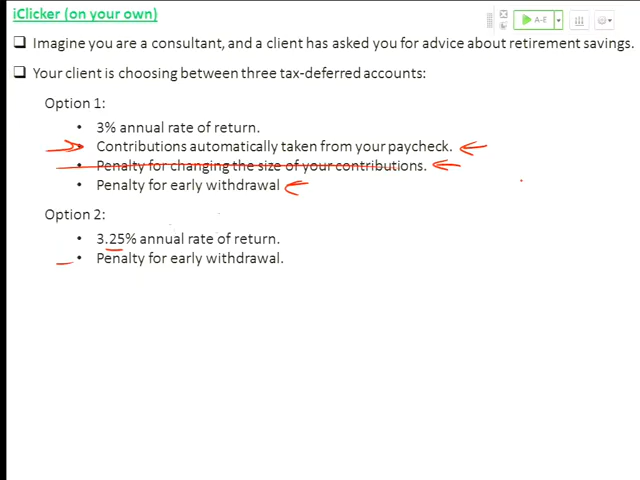 iClicker (on your own)
A-E
❑ Imagine you are a consultant, and a client has asked you for advice about retirement savings.
❑ Your client is choosing between three tax-deferred accounts:
Option 1:
• 3% annual rate of return.
• Contributions automatically taken from your paycheck.
• Penalty for changing the size of your contributions.
• Penalty for early withdrawal
Option 2:
• 3.25% annual rate of return.
• Penalty for early withdrawal.